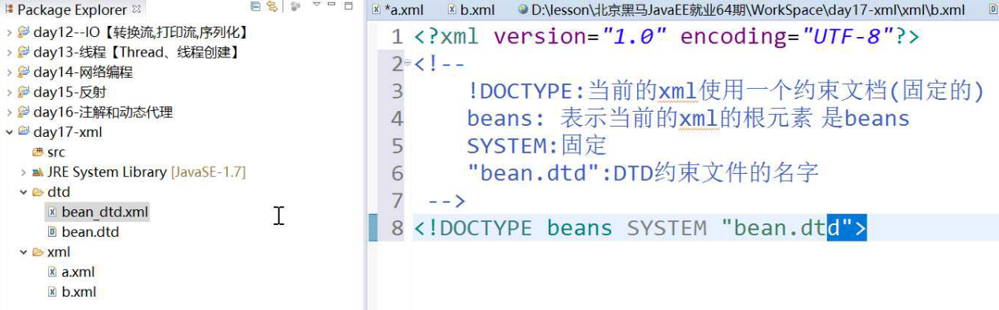 Package Explorer
day12--IO【转换流,打印流,序列化】
day13-线程【Thread、线程创建】
day14-网络编程
day15-反射
day16-注解和动态代理
day17-xml
src
JRE System Library [JavaSE-1.7]
dtd
bean_dtd.xml
bean.dtd
xml
a.xml
b.xml
*a.xml b.xml D:\lesson\北京黑马JavaEE就业64期\WorkSpace\day17-xml\xml\b.xml
1 <?xml version="1.0" encoding="UTF-8"?>
2 <!--
3 !DOCTYPE:当前的xml使用一个约束文档(固定的)
4 beans: 表示当前的xml的根元素 是beans
5 SYSTEM:固定
6 "bean.dtd":DTD约束文件的名字
7 -->
8 <!DOCTYPE beans SYSTEM "bean.dtd">